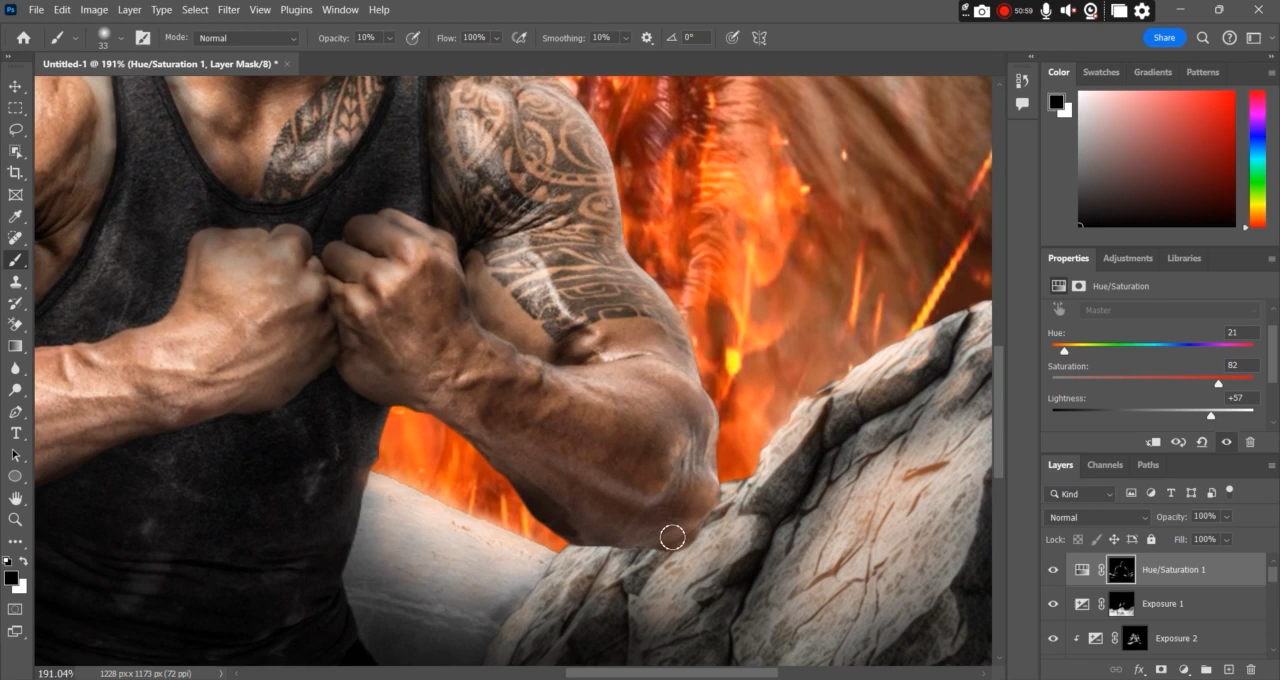 Ps File Edit Image Layer Type Select Filter View Plugins Window Help 50:59
33 Mode: Normal Opacity: 10% Flow: 100% Smoothing: 10% 0° Share
Untitled-1 @ 191% (Hue/Saturation 1, Layer Mask/8) *
Color Swatches Gradients Patterns
Properties Adjustments Libraries
Hue/Saturation
Master
Hue: 21
Saturation: 82
Lightness: +57
Layers Channels Paths
Kind
Normal Opacity: 100%
Lock: Fill: 100%
Hue/Saturation 1
Exposure 1
Exposure 2
191.04% 1228 px x 1173 px (72 ppi)